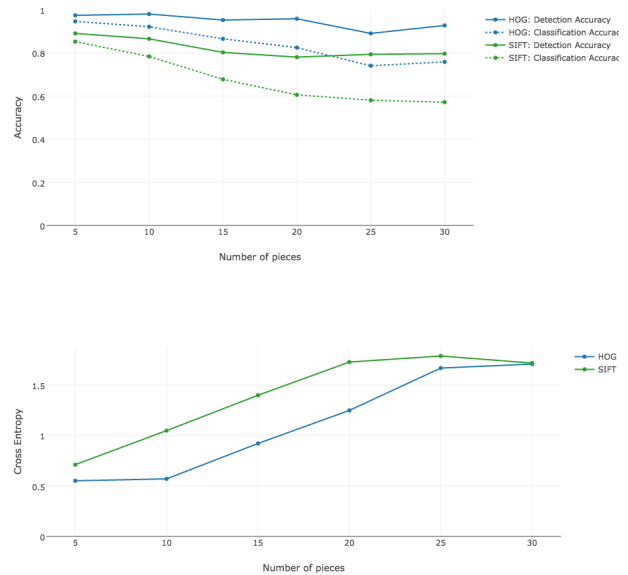 1
0.8
0.6
0.4
0.2
0
Accuracy
5 10 15 20 25 30
Number of pieces
HOG: Detection Accuracy
HOG: Classification Accurac
SIFT: Detection Accuracy
SIFT: Classification Accurac
1.5
1
0.5
0
Cross Entropy
5 10 15 20 25 30
Number of pieces
HOG
SIFT